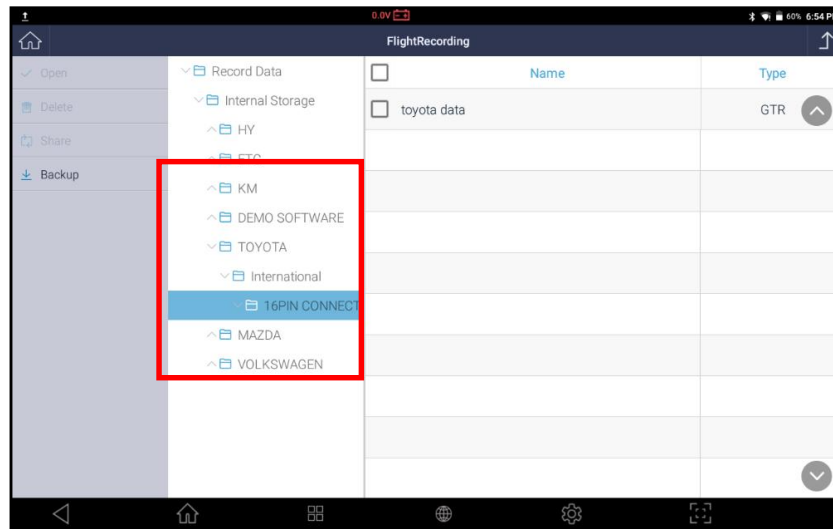 0.0V
60% 6:54 P
FlightRecording
Open
Delete
Share
Backup
Record Data
Internal Storage
HY
ETC
KM
DEMO SOFTWARE
TOYOTA
International
16PIN CONNECT
MAZDA
VOLKSWAGEN
Name
Type
toyota data
GTR